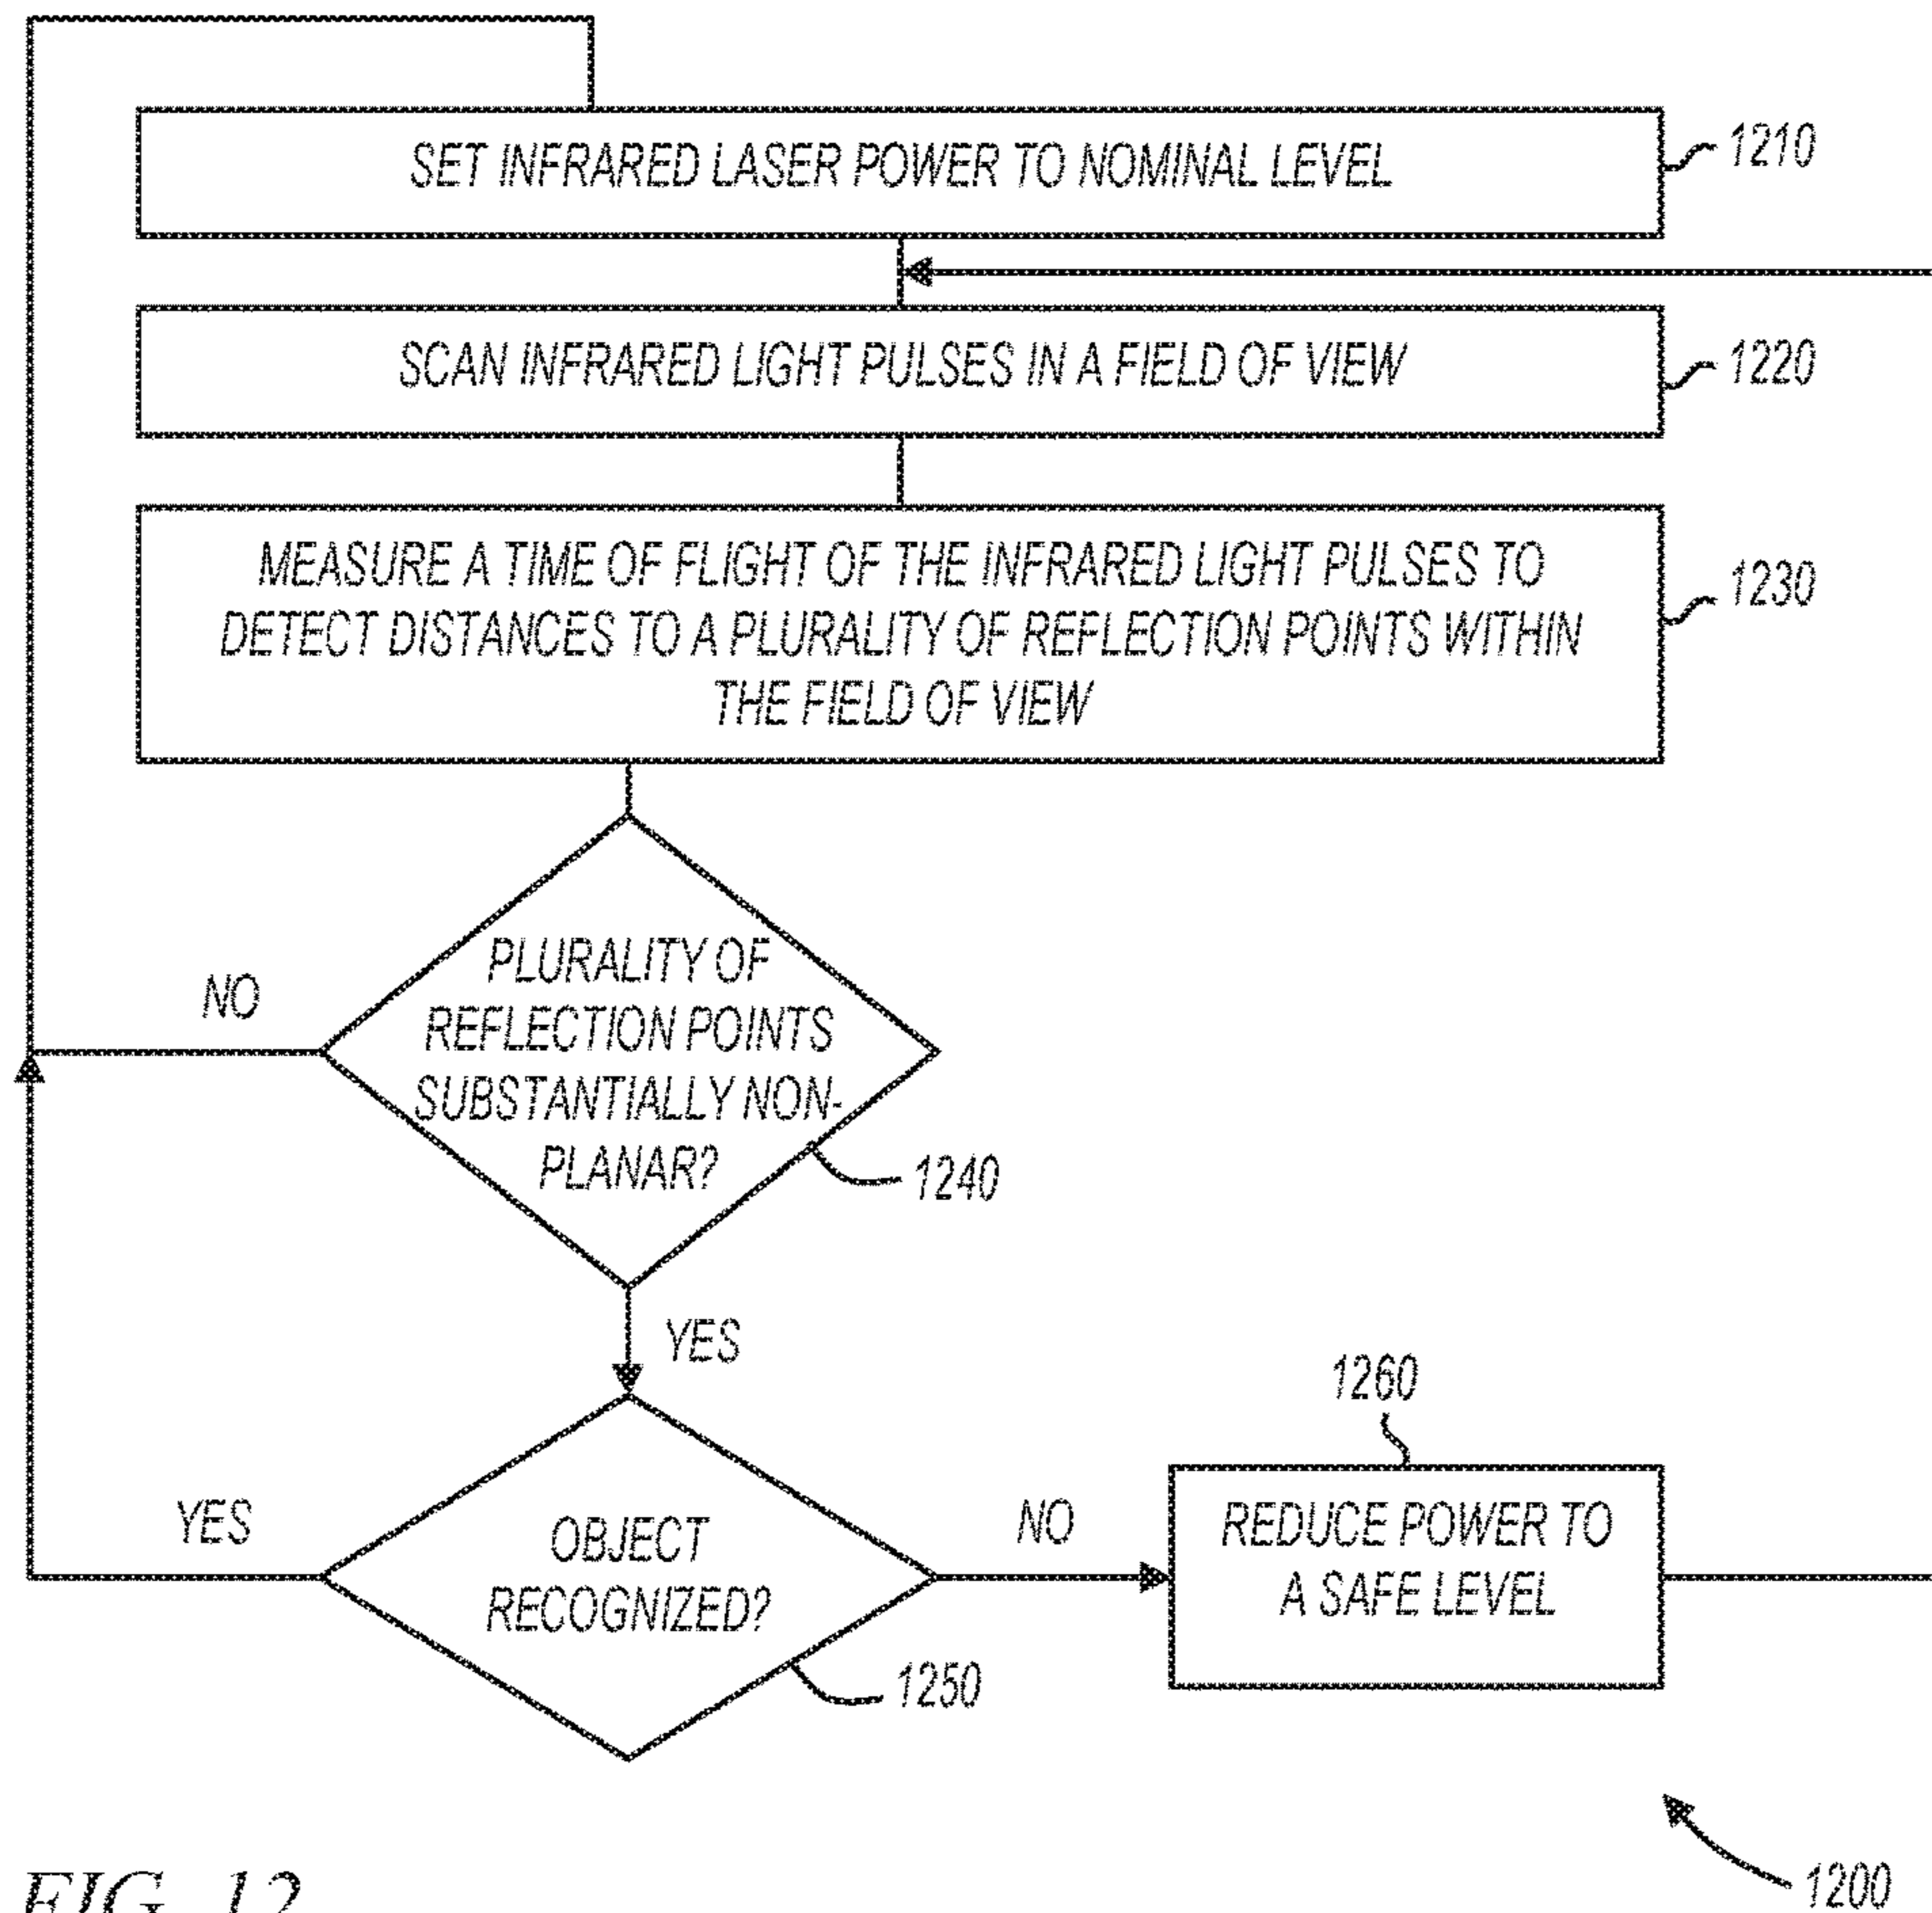 SET INFRARED LASER POWER TO NOMINAL LEVEL
1210
SCAN INFRARED LIGHT PULSES IN A FIELD OF VIEW
1220
MEASURE A TIME OF FLIGHT OF THE INFRARED LIGHT PULSES TO
DETECT DISTANCES TO A PLURALITY OF REFLECTION POINTS WITHIN
THE FIELD OF VIEW
1230
PLURALITY OF
REFLECTION POINTS
SUBSTANTIALLY NON-
PLANAR?
NO
1240
YES
1260
YES
OBJECT
RECOGNIZED?
NO
REDUCE POWER TO
A SAFE LEVEL
1250
1200
FIG. 12